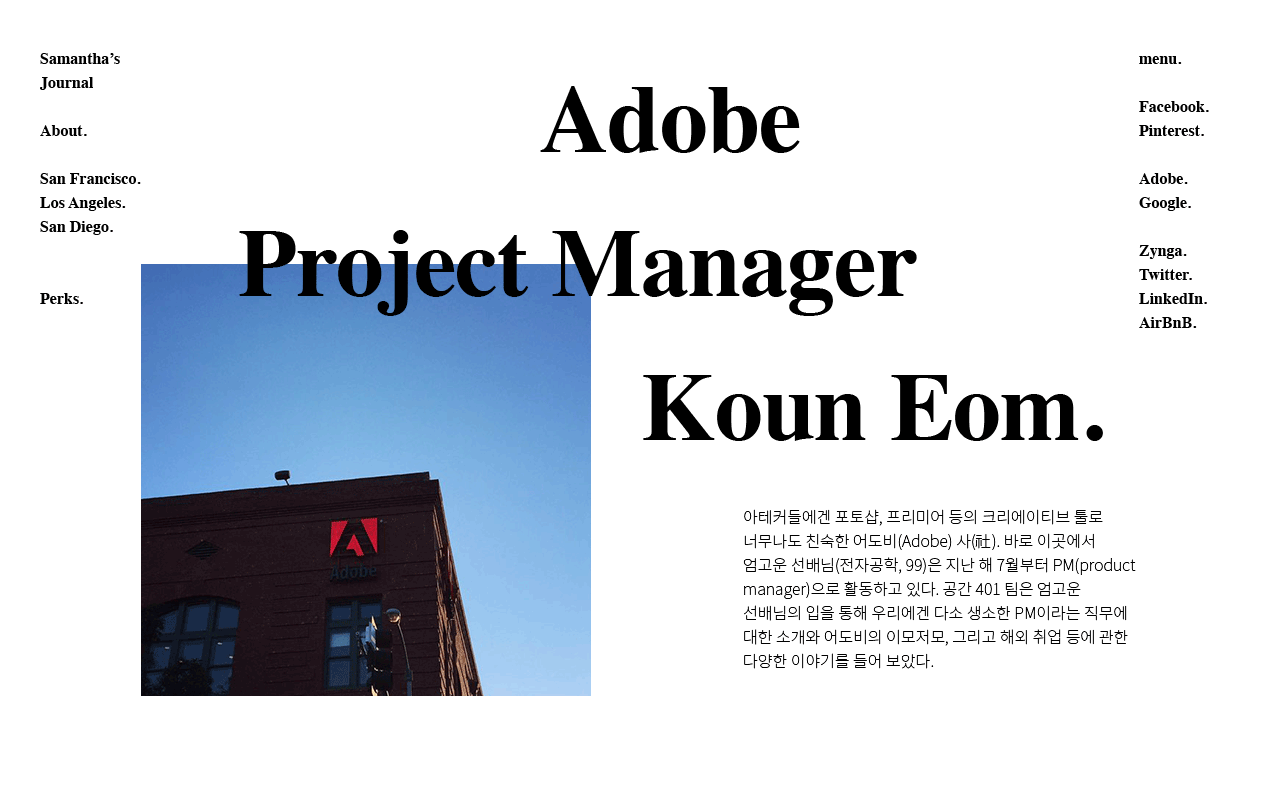 Samantha’s
Journal
About.
San Francisco.
Los Angeles.
San Diego.
Perks.
Adobe
Project Manager
Koun Eom.
menu.
Facebook.
Pinterest.
Adobe.
Google.
Zynga.
Twitter.
LinkedIn.
AirBnB.
Adobe
아테커들에겐 포토샵, 프리미어 등의 크리에이티브 툴로
너무나도 친숙한 어도비(Adobe) 사(社). 바로 이곳에서
엄고운 선배님(전자공학, 99)은 지난 해 7월부터 PM(product
manager)으로 활동하고 있다. 공간 401 팀은 엄고운
선배님의 입을 통해 우리에겐 다소 생소한 PM이라는 직무에
대한 소개와 어도비의 이모저모, 그리고 해외 취업 등에 관한
다양한 이야기를 들어 보았다.